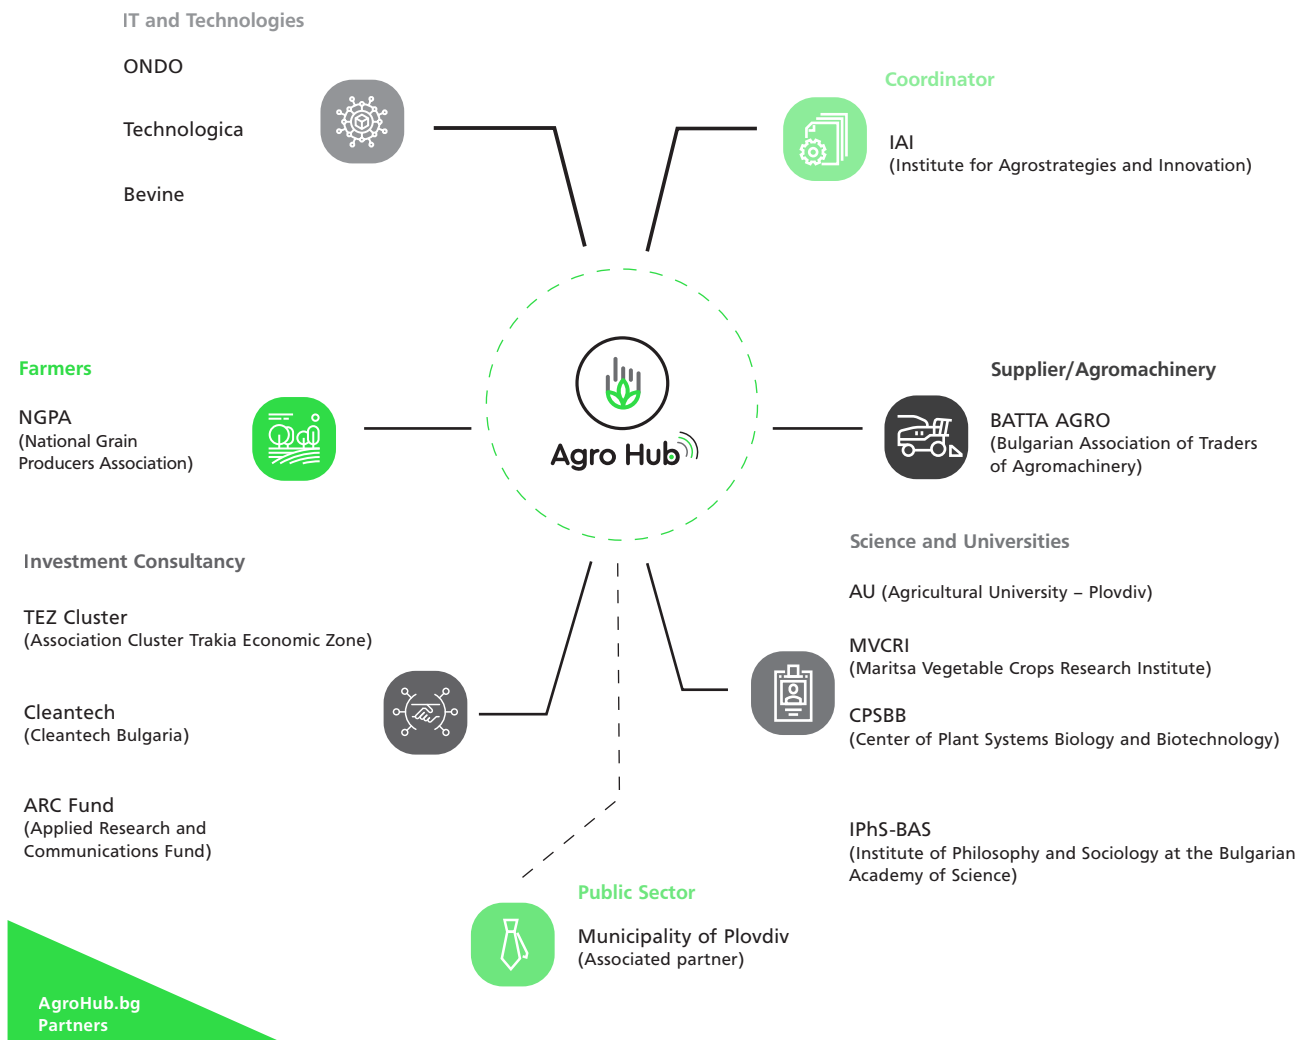 IT and Technologies
ONDO
Technologica
Bevine
Coordinator
IAI
(Institute for Agrostrategies and Innovation)
Farmers
NGPA
(National Grain
Producers Association)
Agro Hub
Supplier/Agromachinery
BATTA AGRO
(Bulgarian Association of Traders
of Agromachinery)
Investment Consultancy
TEZ Cluster
(Association Cluster Trakia Economic Zone)
Cleantech
(Cleantech Bulgaria)
ARC Fund
(Applied Research and
Communications Fund)
Science and Universities
AU (Agricultural University – Plovdiv)
MVCRI
(Maritsa Vegetable Crops Research Institute)
CPSBB
(Center of Plant Systems Biology and Biotechnology)
IPhS-BAS
(Institute of Philosophy and Sociology at the Bulgarian
Academy of Science)
Public Sector
Municipality of Plovdiv
(Associated partner)
AgroHub.bg
Partners